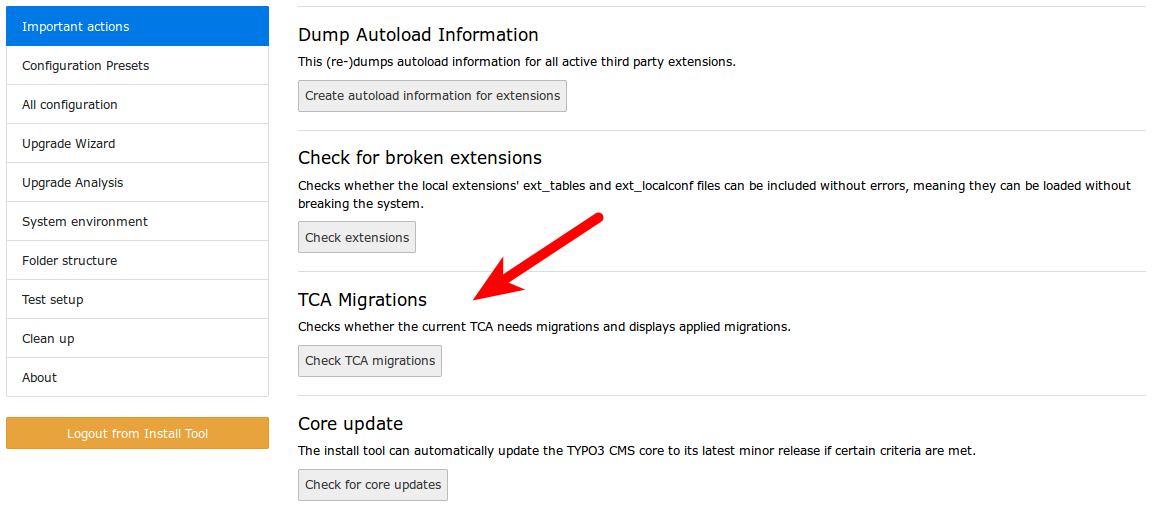 Important actions
Configuration Presets
All configuration
Upgrade Wizard
Upgrade Analysis
System environment
Folder structure
Test setup
Clean up
About
Logout from Install Tool
Dump Autoload Information
This (re-)dumps autoload information for all active third party extensions.
Create autoload information for extensions
Check for broken extensions
Checks whether the local extensions' ext_tables and ext_localconf files can be included without errors, meaning they can be loaded without
breaking the system.
Check extensions
TCA Migrations
Checks whether the current TCA needs migrations and displays applied migrations.
Check TCA migrations
Core update
The install tool can automatically update the TYPO3 CMS core to its latest minor release if certain criteria are met.
Check for core updates